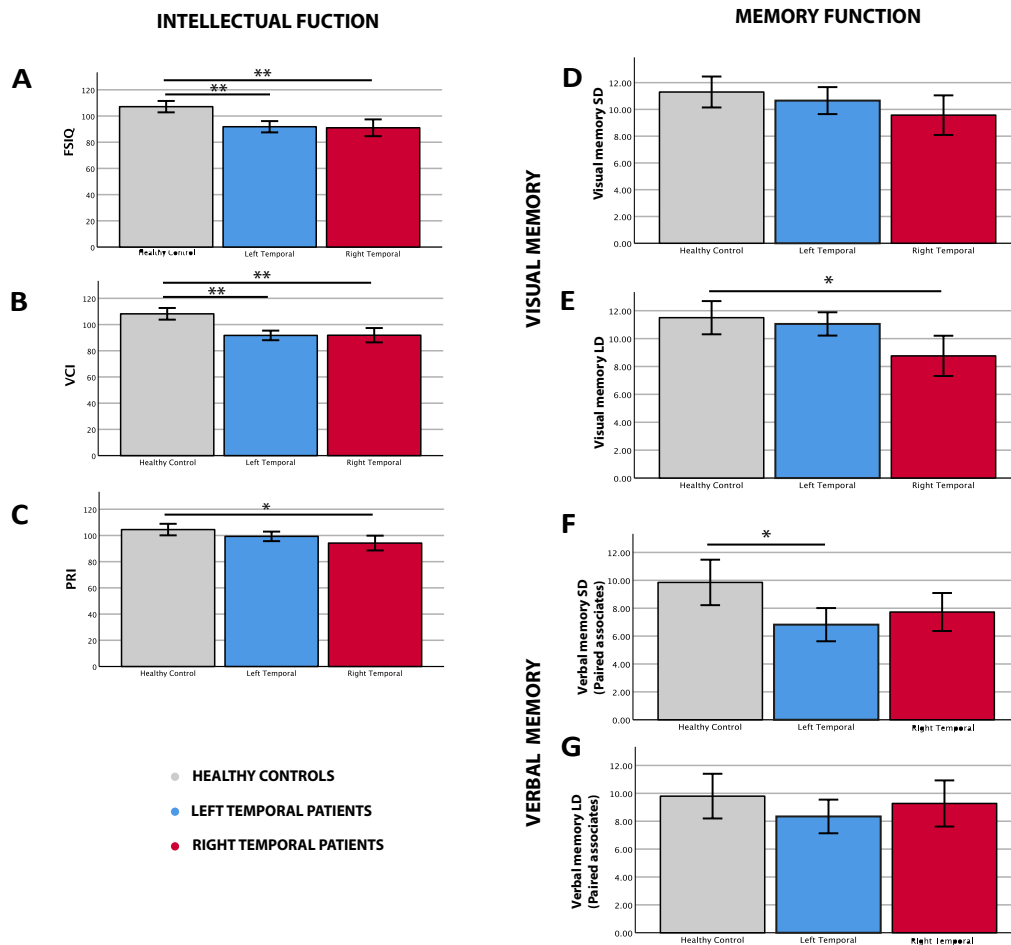 INTELLECTUAL FUCTION
A
**
**
120
100
80
60
40
20
0
FSIQ
Healthy Control
Left Temporal
Right Temporal
B
**
**
120
100
80
60
40
20
0
VCI
Healthy Control
Left Temporal
Right Temporal
C
*
120
100
80
60
40
20
0
PRI
Healthy Control
Left Temporal
Right Temporal
HEALTHY CONTROLS
LEFT TEMPORAL PATIENTS
RIGHT TEMPORAL PATIENTS
MEMORY FUNCTION
VISUAL MEMORY
D
12.00
10.00
8.00
6.00
4.00
2.00
0.00
Visual memory SD
Healthy Control
Left Temporal
Right Temporal
E
*
12.00
10.00
8.00
6.00
4.00
2.00
0.00
Visual memory LD
Healthy Control
Left Temporal
Right Temporal
VERBAL MEMORY
F
*
10.00
8.00
6.00
4.00
2.00
0.00
Verbal memory SD
(Paired associates)
Healthy Control
Left Temporal
Right Temporal
G
12.00
10.00
8.00
6.00
4.00
2.00
0.00
Verbal memory LD
(Paired associates)
Healthy Control
Left Temporal
Right Temporal